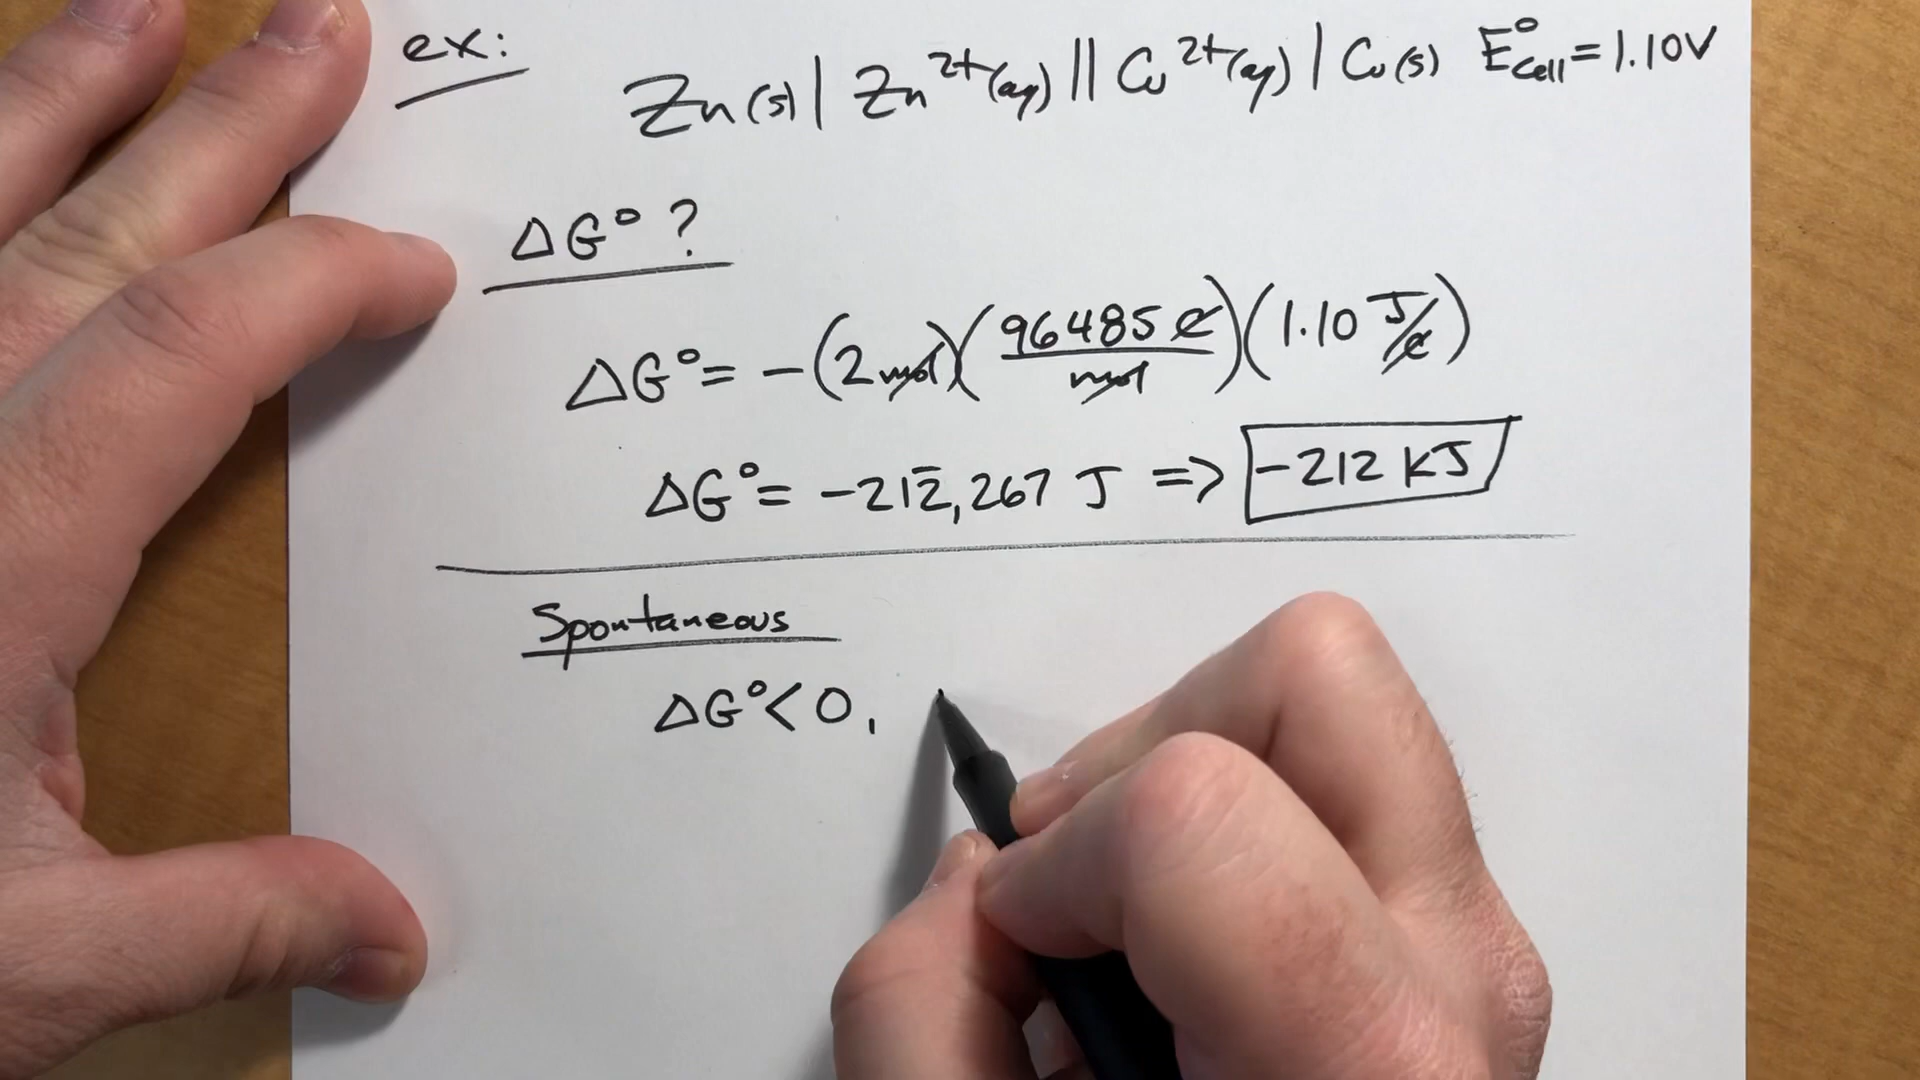 ex:
Zn(s) | Zn²⁺(aq) || Cu²⁺(aq) | Cu(s) E°cell = 1.10V
ΔG° ?
ΔG° = -(2 mol)(96485 C/mol)(1.10 J/C)
ΔG° = -212̅,267 J => -212 kJ
Spontaneous
ΔG° < 0,